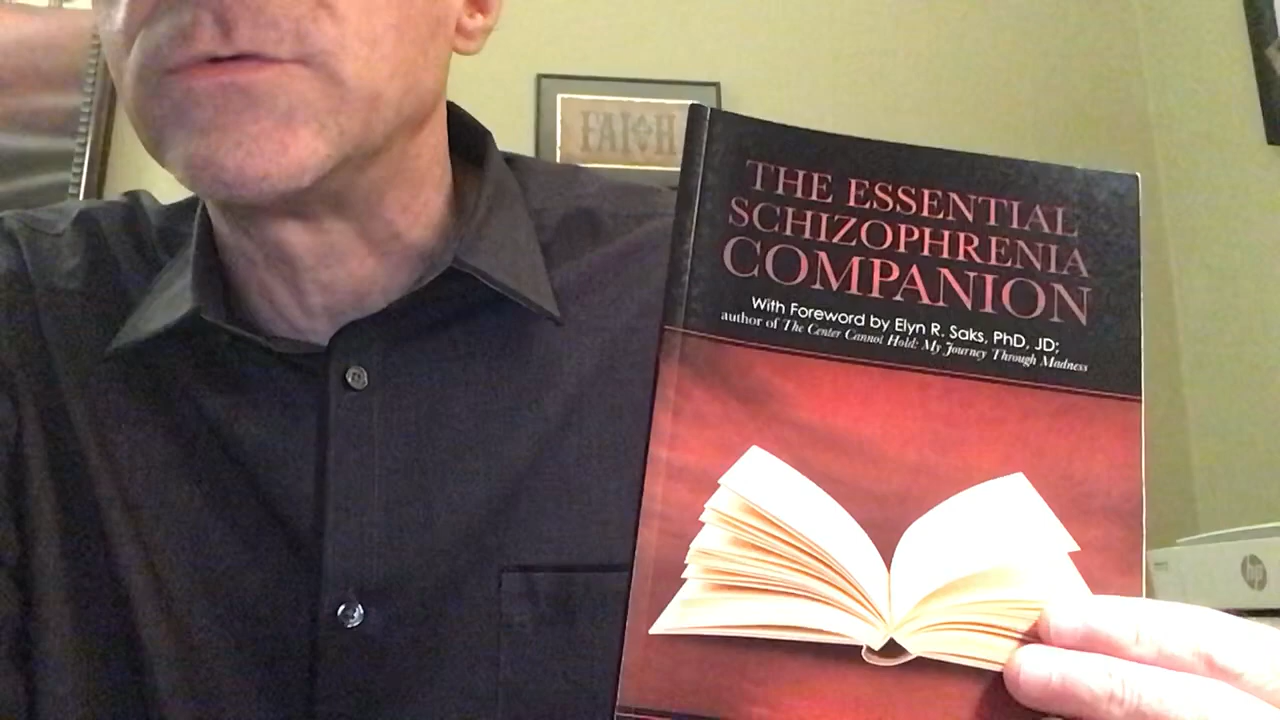 FAITH
THE ESSENTIAL
SCHIZOPHRENIA
COMPANION
With Foreword by Elyn R. Saks, PhD, JD;
author of The Center Cannot Hold: My Journey Through Madness
hp